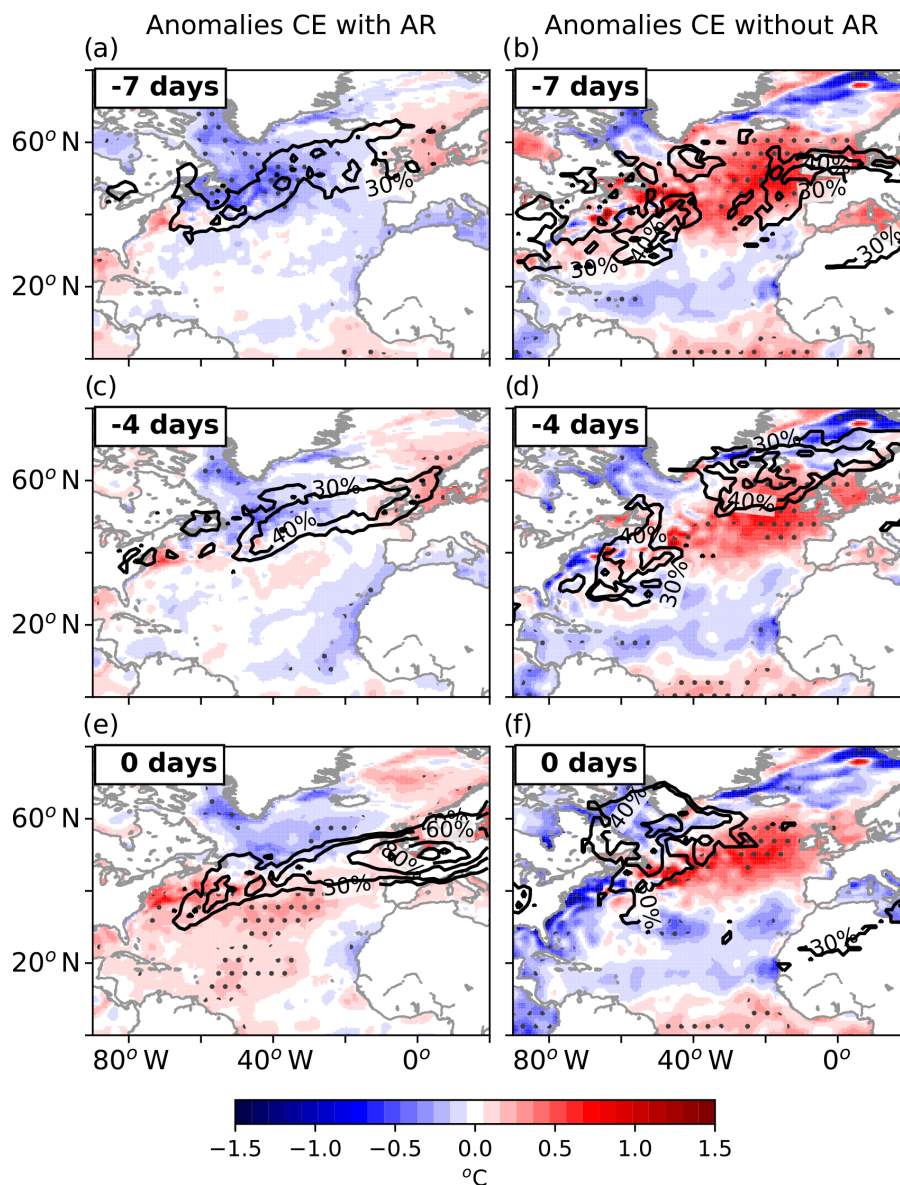 Anomalies CE with AR
Anomalies CE without AR
(a)
(b)
-7 days
-7 days
60° N
20° N
30%
40%
30%
40%
30%
30%
(c)
(d)
-4 days
-4 days
60° N
20° N
30%
40%
30%
40%
40%
30%
(e)
(f)
0 days
0 days
60° N
20° N
60%
80%
30%
40%
30%
30%
80° W
40° W
0°
80° W
40° W
0°
−1.5
−1.0
−0.5
0.0
0.5
1.0
1.5
°C